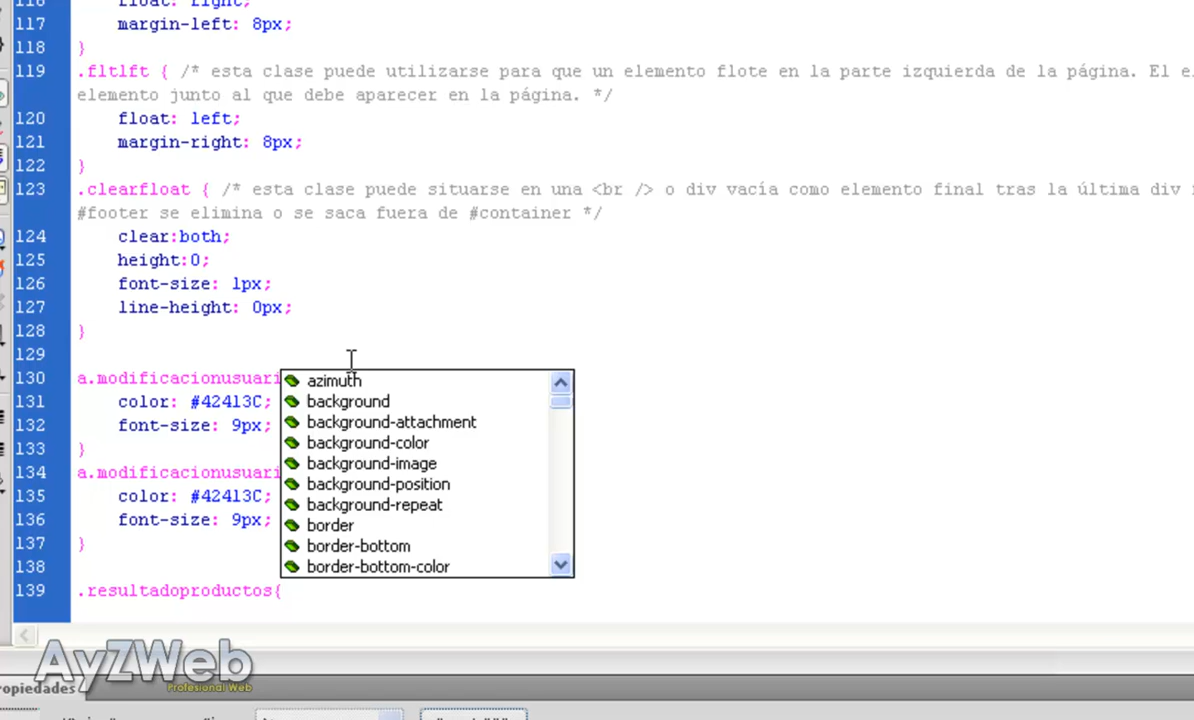 116 float: right;
117 margin-left: 8px;
118 }
119 .fltlft { /* esta clase puede utilizarse para que un elemento flote en la parte izquierda de la página. El
elemento junto al que debe aparecer en la página. */
120 float: left;
121 margin-right: 8px;
122 }
123 .clearfloat { /* esta clase puede situarse en una <br /> o div vacía como elemento final tras la última div
#footer se elimina o se saca fuera de #container */
124 clear:both;
125 height:0;
126 font-size: 1px;
127 line-height: 0px;
128 }
129
130 a.modificacionusuari
131 color: #42413C;
132 font-size: 9px;
133 }
134 a.modificacionusuari
135 color: #42413C;
136 font-size: 9px;
137 }
138
139 .resultadoproductos{
azimuth
background
background-attachment
background-color
background-image
background-position
background-repeat
border
border-bottom
border-bottom-color
AyZWeb
Profesional Web
ropiedades